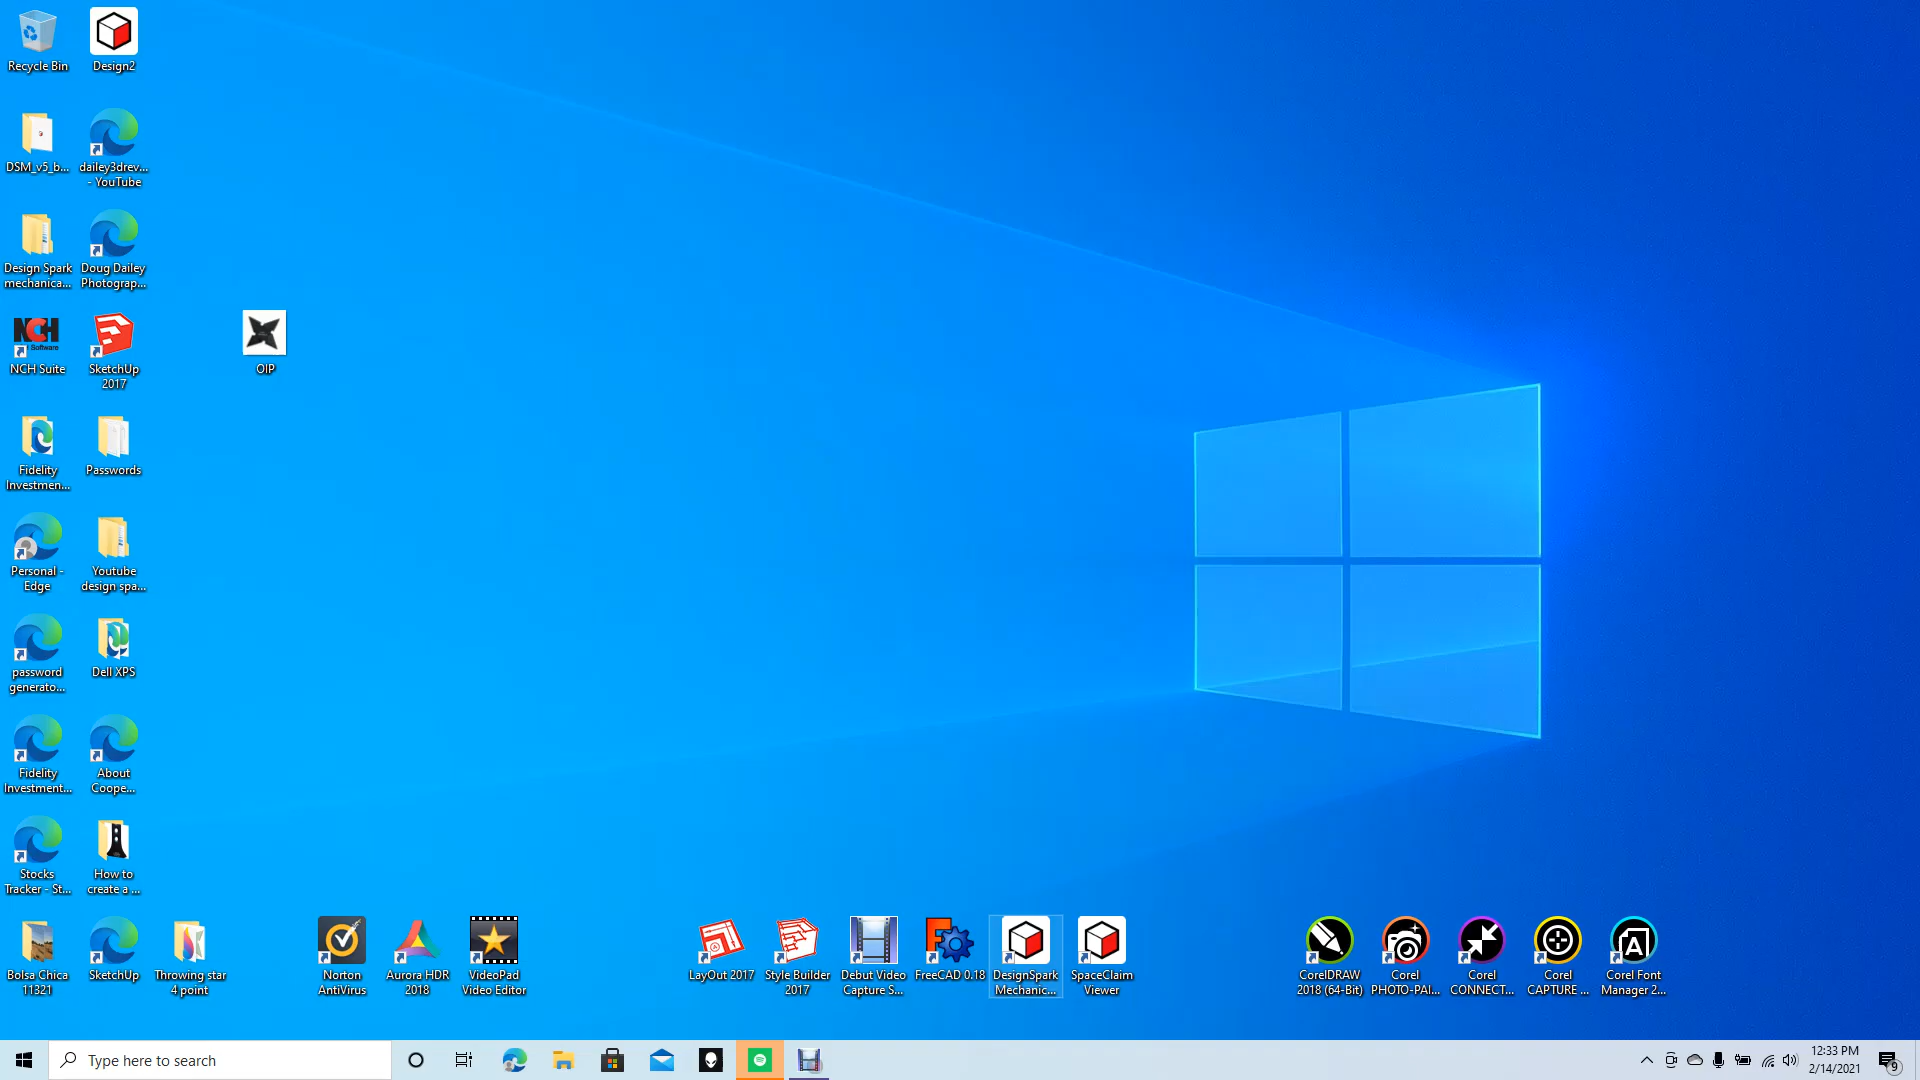 Recycle Bin
Design2
DSM_v5_b...
dailey3drev...
- YouTube
Design Spark
mechanica...
Doug Dailey
Photograp...
NCH
Software
NCH Suite
SketchUp
2017
OIP
Fidelity
Investmen...
Passwords
Personal -
Edge
Youtube
design spa...
password
generato...
Dell XPS
Fidelity
Investment...
About
Coope...
Stocks
Tracker - St...
How to
create a ...
Bolsa Chica
11321
SketchUp
Throwing star
4 point
Norton
AntiVirus
Aurora HDR
2018
VideoPad
Video Editor
LayOut 2017
Style Builder
2017
Debut Video
Capture S...
FreeCAD 0.18
DesignSpark
Mechanic...
SpaceClaim
Viewer
CorelDRAW
2018 (64-Bit)
Corel
PHOTO-PAI...
Corel
CONNECT...
Corel
CAPTURE ...
Corel Font
Manager 2...
Type here to search
12:33 PM
2/14/2021
9